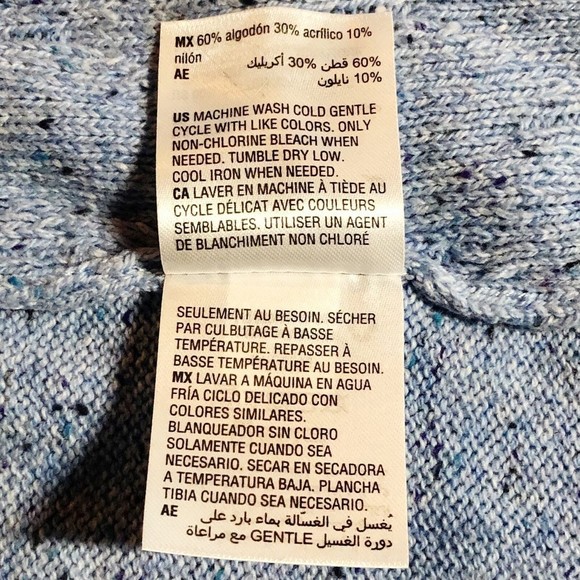 MX 60% algodón 30% acrílico 10%
nilón
AE 60% قطن 30% أكريليك
10% نايلون
US MACHINE WASH COLD GENTLE
CYCLE WITH LIKE COLORS. ONLY
NON-CHLORINE BLEACH WHEN
NEEDED. TUMBLE DRY LOW.
COOL IRON WHEN NEEDED.
CA LAVER EN MACHINE À TIÈDE AU
CYCLE DÉLICAT AVEC COULEURS
SEMBLABLES. UTILISER UN AGENT
DE BLANCHIMENT NON CHLORÉ
SEULEMENT AU BESOIN. SÉCHER
PAR CULBUTAGE À BASSE
TEMPÉRATURE. REPASSER À
BASSE TEMPÉRATURE AU BESOIN.
MX LAVAR A MÁQUINA EN AGUA
FRÍA CICLO DELICADO CON
COLORES SIMILARES.
BLANQUEADOR SIN CLORO
SOLAMENTE CUANDO SEA
NECESARIO. SECAR EN SECADORA
A TEMPERATURA BAJA. PLANCHA
TIBIA CUANDO SEA NECESARIO.
AE يُغسل في الغسّالة بماء بارد على
دورة الغسيل GENTLE مع مراعاة